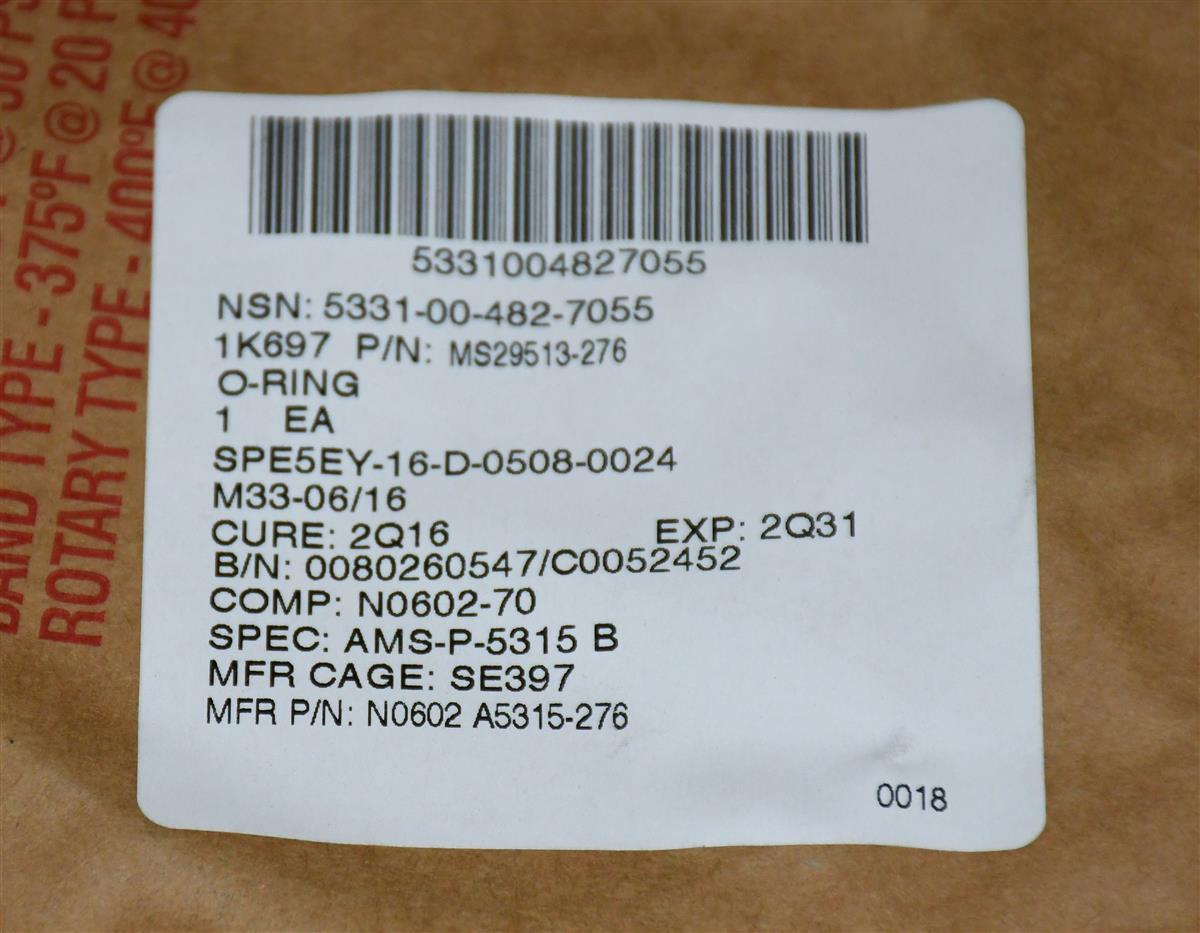 5331004827055
NSN: 5331-00-482-7055
1K697 P/N: MS29513-276
O-RING
1 EA
SPE5EY-16-D-0508-0024
M33-06/16
CURE: 2Q16 EXP: 2Q31
B/N: 0080260547/C0052452
COMP: N0602-70
SPEC: AMS-P-5315 B
MFR CAGE: SE397
MFR P/N: N0602 A5315-276
0018
BAND TYPE - 375ºF @ 20 P
ROTARY TYPE - 400ºF @ 40